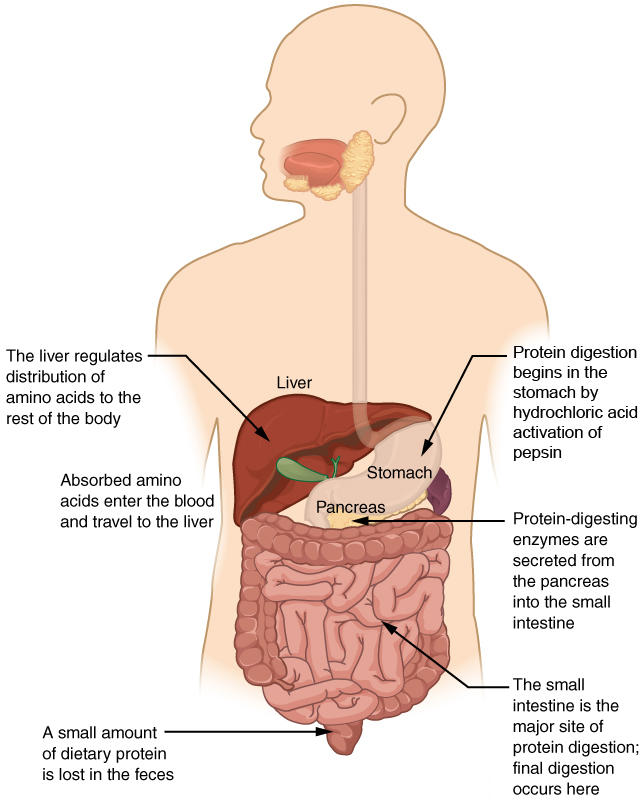 The liver regulates
distribution of
amino acids to the
rest of the body
Liver
Protein digestion
begins in the
stomach by
hydrochloric acid
activation of
pepsin
Absorbed amino
acids enter the blood
and travel to the liver
Stomach
Pancreas
Protein-digesting
enzymes are
secreted from
the pancreas
into the small
intestine
The small
intestine is the
major site of
protein digestion;
final digestion
occurs here
A small amount
of dietary protein
is lost in the feces